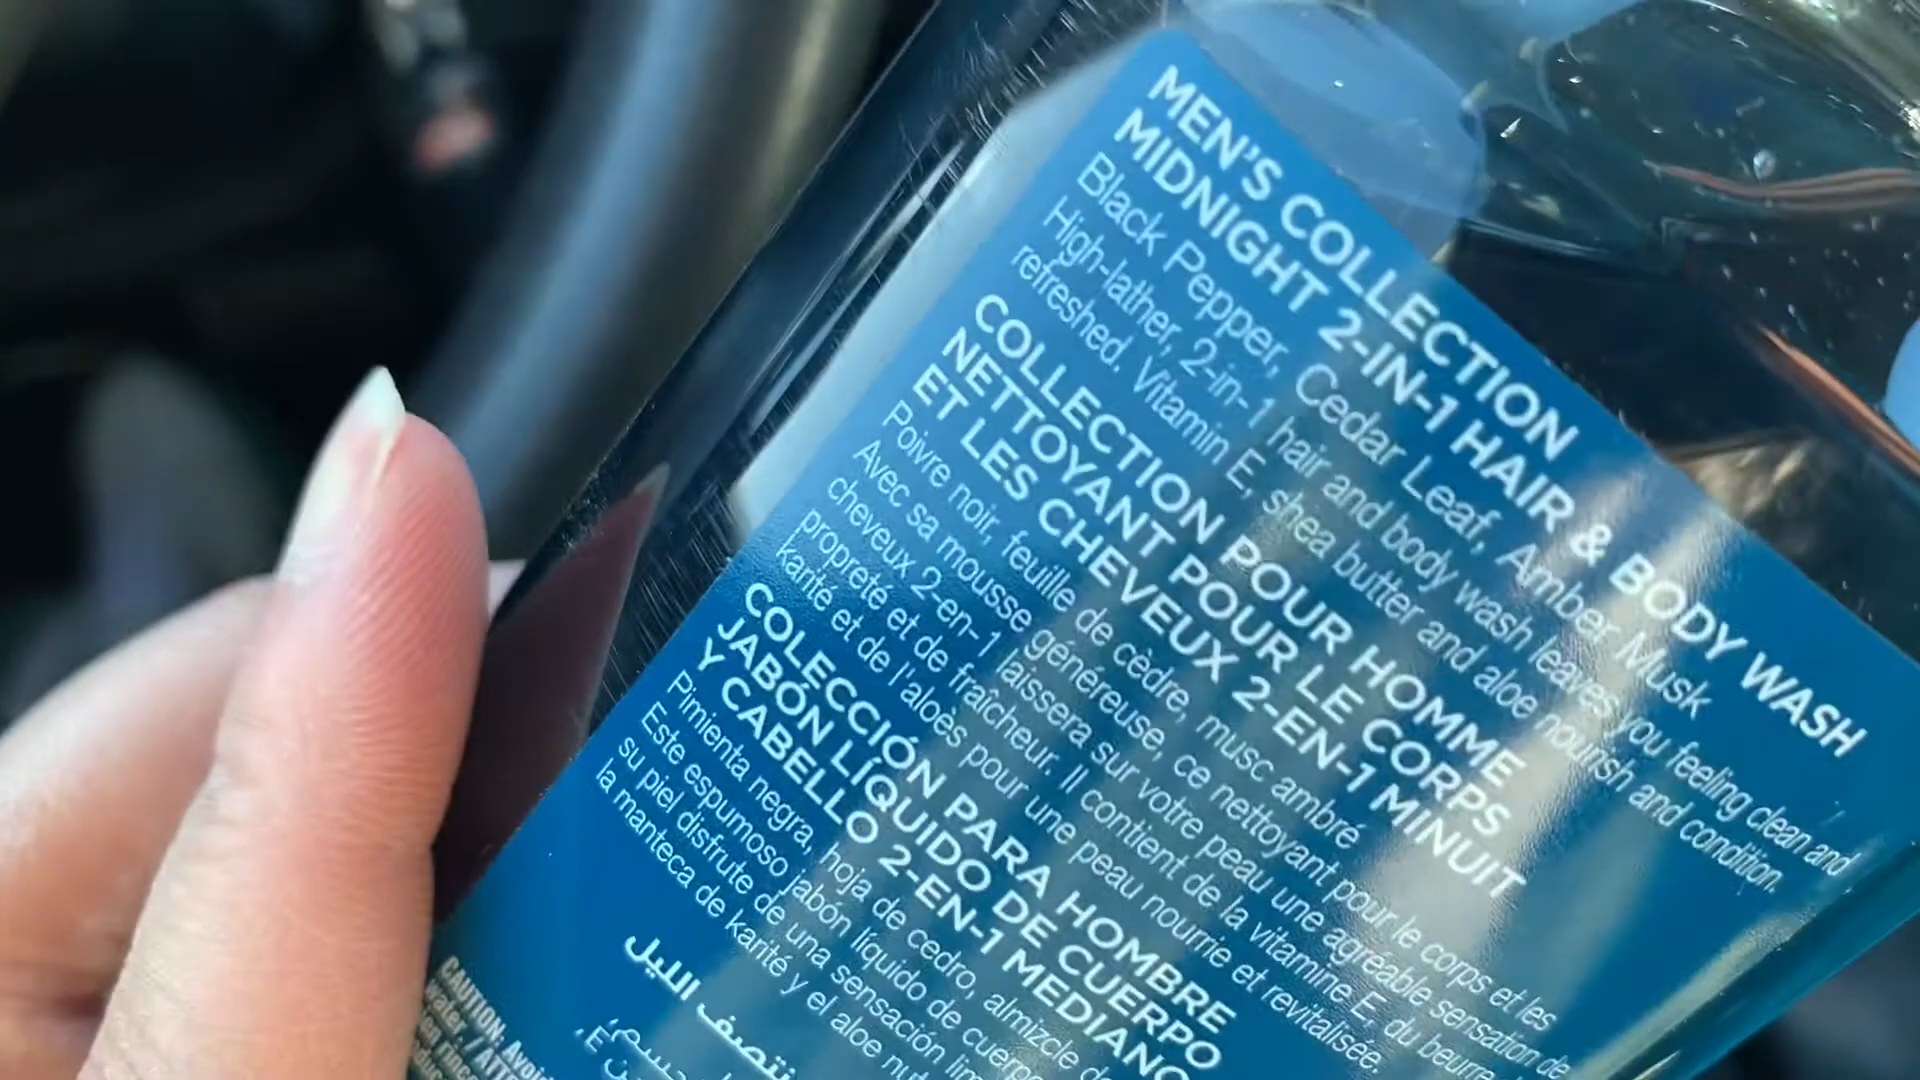 MEN'S COLLECTION
MIDNIGHT 2-IN-1 HAIR & BODY WASH
Black Pepper, Cedar Leaf, Amber Musk
High-lather, 2-in-1 hair and body wash leaves you feeling clean and
refreshed. Vitamin E, shea butter and aloe nourish and condition.
COLLECTION POUR HOMME
NETTOYANT POUR LE CORPS
ET LES CHEVEUX 2-EN-1 MINUIT
Poivre noir, feuille de cèdre, musc ambré
Avec sa mousse généreuse, ce nettoyant pour le corps et les
cheveux 2-en-1 laissera sur votre peau une agréable sensation de
propreté et de fraîcheur. Il contient de la vitamine E, du beurre
karité et de l'aloès pour une peau nourrie et revitalisée.
COLECCIÓN PARA HOMBRE
JABÓN LÍQUIDO DE CUERPO
Y CABELLO 2-EN-1 MEDIANO
Pimienta negra, hoja de cedro, almizcle
Este espumoso jabón líquido de cuerpo
su piel disfrute de una sensación
la manteca de karité y el aloe
نتصف الليل
CAUTION: Avoid
water.